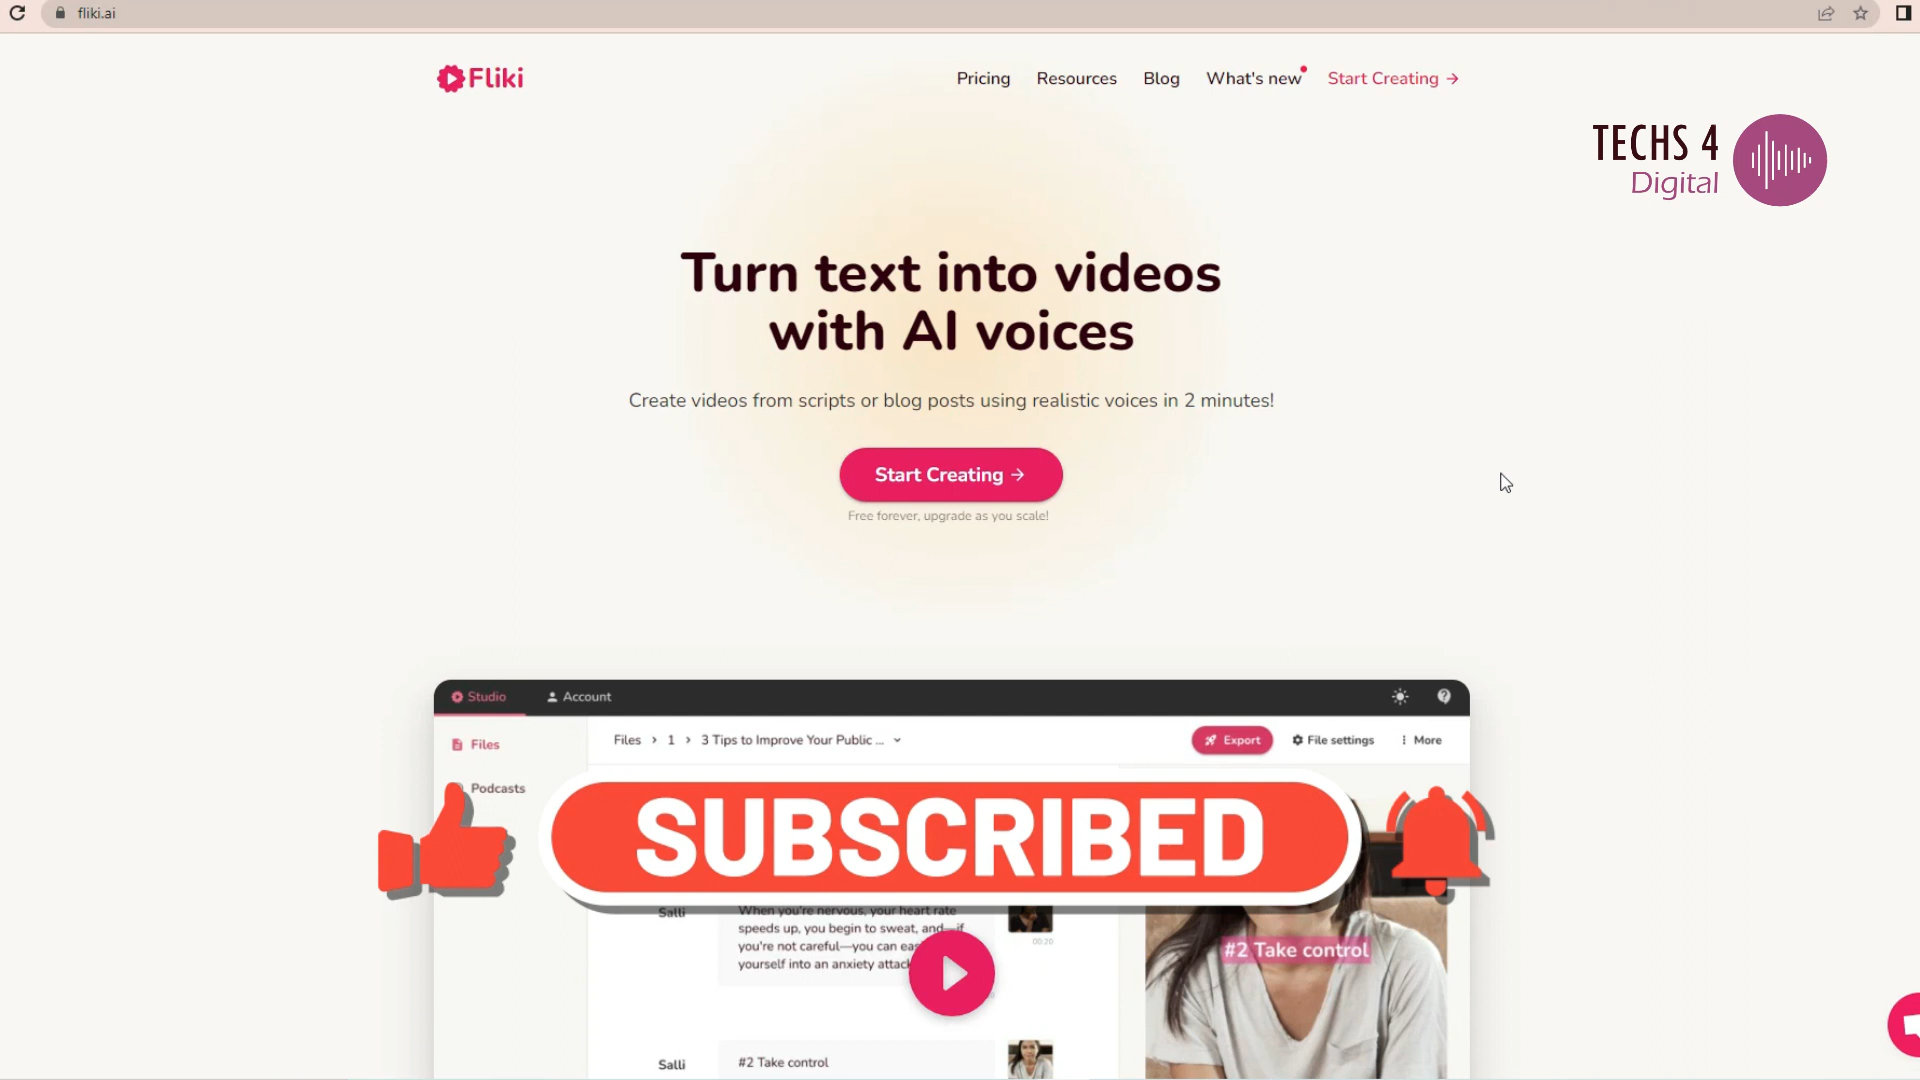 fliki.ai
Fliki
Pricing
Resources
Blog
What's new
Start Creating →
TECHS 4
Digital
Turn text into videos
with AI voices
Create videos from scripts or blog posts using realistic voices in 2 minutes!
Start Creating →
Free forever, upgrade as you scale!
Studio
Account
Files
Files > 1 > 3 Tips to Improve Your Public ...
Export
File settings
More
Podcasts
SUBSCRIBED
Salli
When you're nervous, your heart rate
speeds up, you begin to sweat, and—if
you're not careful—you can
yourself into an anxiety attack
00:20
#2 Take control
Salli
#2 Take control